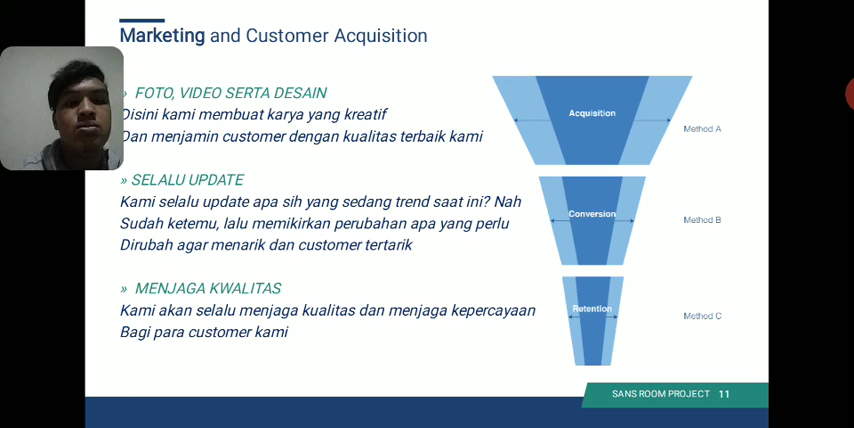 Marketing and Customer Acquisition
» FOTO, VIDEO SERTA DESAIN
Disini kami membuat karya yang kreatif
Dan menjamin customer dengan kualitas terbaik kami
» SELALU UPDATE
Kami selalu update apa sih yang sedang trend saat ini? Nah
Sudah ketemu, lalu memikirkan perubahan apa yang perlu
Dirubah agar menarik dan customer tertarik
» MENJAGA KWALITAS
Kami akan selalu menjaga kualitas dan menjaga kepercayaan
Bagi para customer kami
Acquisition
Method A
Conversion
Method B
Retention
Method C
SANS ROOM PROJECT 11